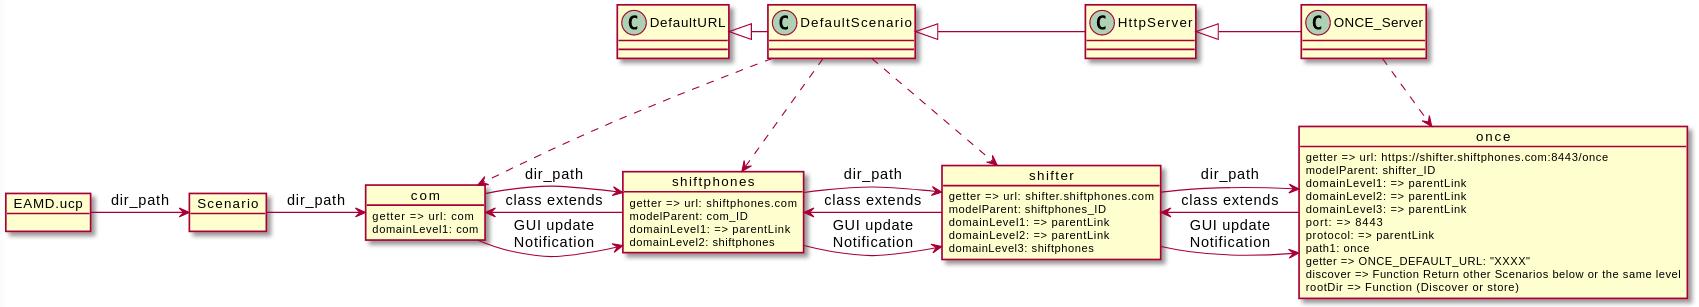 C DefaultURL
C DefaultScenario
C HttpServer
C ONCE_Server
EAMD.ucp
dir_path
Scenario
dir_path
com
getter => url: com
domainLevel1: com
dir_path
class extends
GUI update
Notification
shiftphones
getter => url: shiftphones.com
modelParent: com_ID
domainLevel1: => parentLink
domainLevel2: shiftphones
dir_path
class extends
GUI update
Notification
shifter
getter => url: shifter.shiftphones.com
modelParent: shiftphones_ID
domainLevel1: => parentLink
domainLevel2: => parentLink
domainLevel3: shiftphones
dir_path
class extends
GUI update
Notification
once
getter => url: https://shifter.shiftphones.com:8443/once
modelParent: shifter_ID
domainLevel1: => parentLink
domainLevel2: => parentLink
domainLevel3: => parentLink
port: => 8443
protocol: => parentLink
path1: once
getter => ONCE_DEFAULT_URL: "XXXX"
discover => Function Return other Scenarios below or the same level
rootDir => Function (Discover or store)